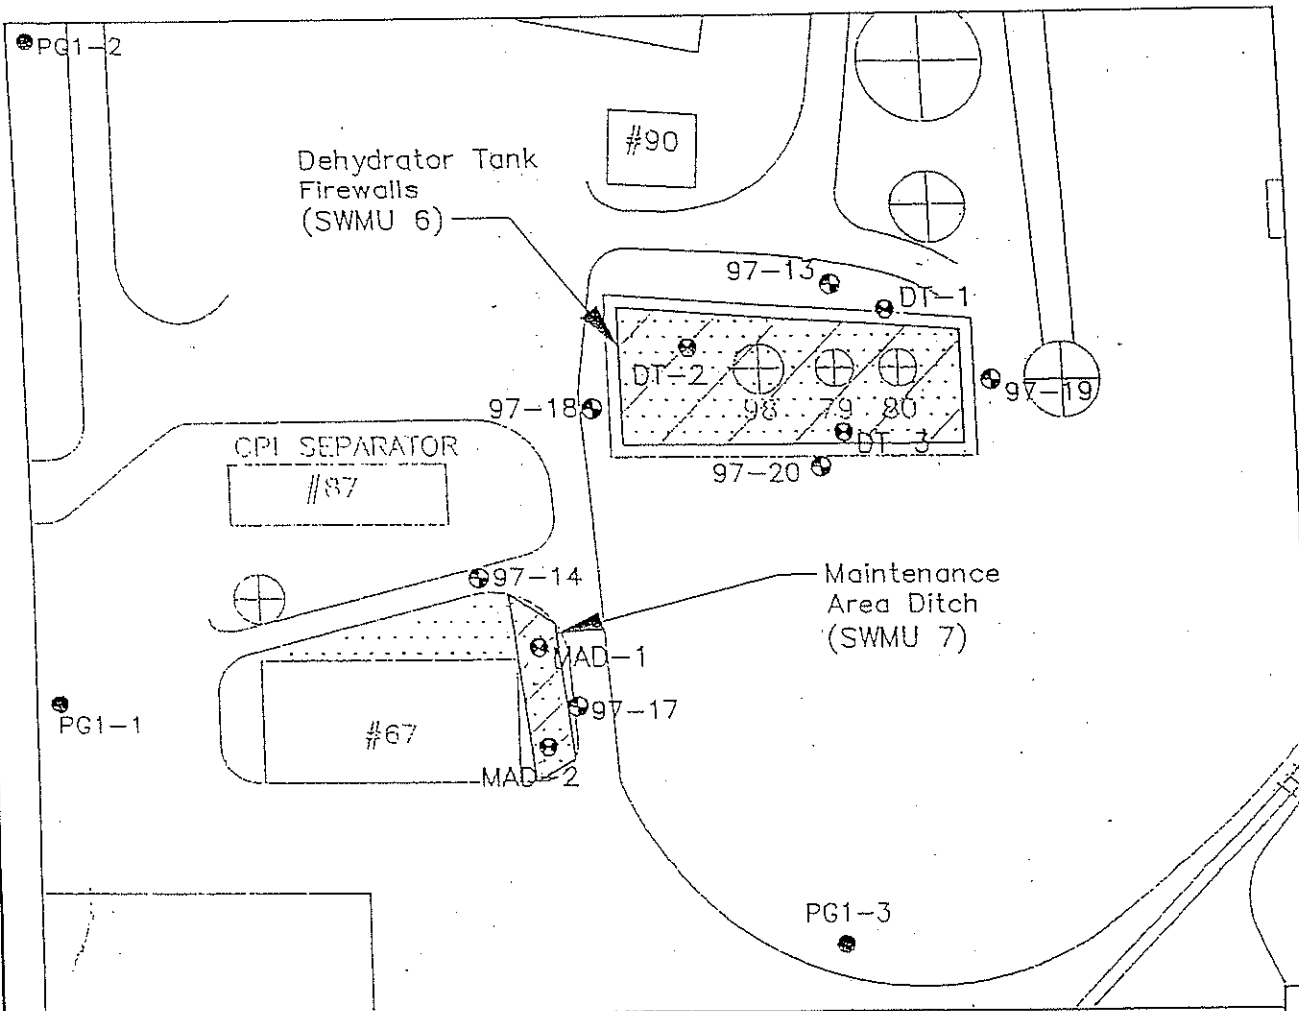 PG1-2
#90
Dehydrator Tank
Firewalls
(SWMU 6)
97-13
DT-1
DT-2
98
79
80
97-19
97-18
DT-3
97-20
CPI SEPARATOR
#87
97-14
Maintenance
Area Ditch
(SWMU 7)
MAD-1
PG1-1
97-17
#67
MAD-2
PG1-3